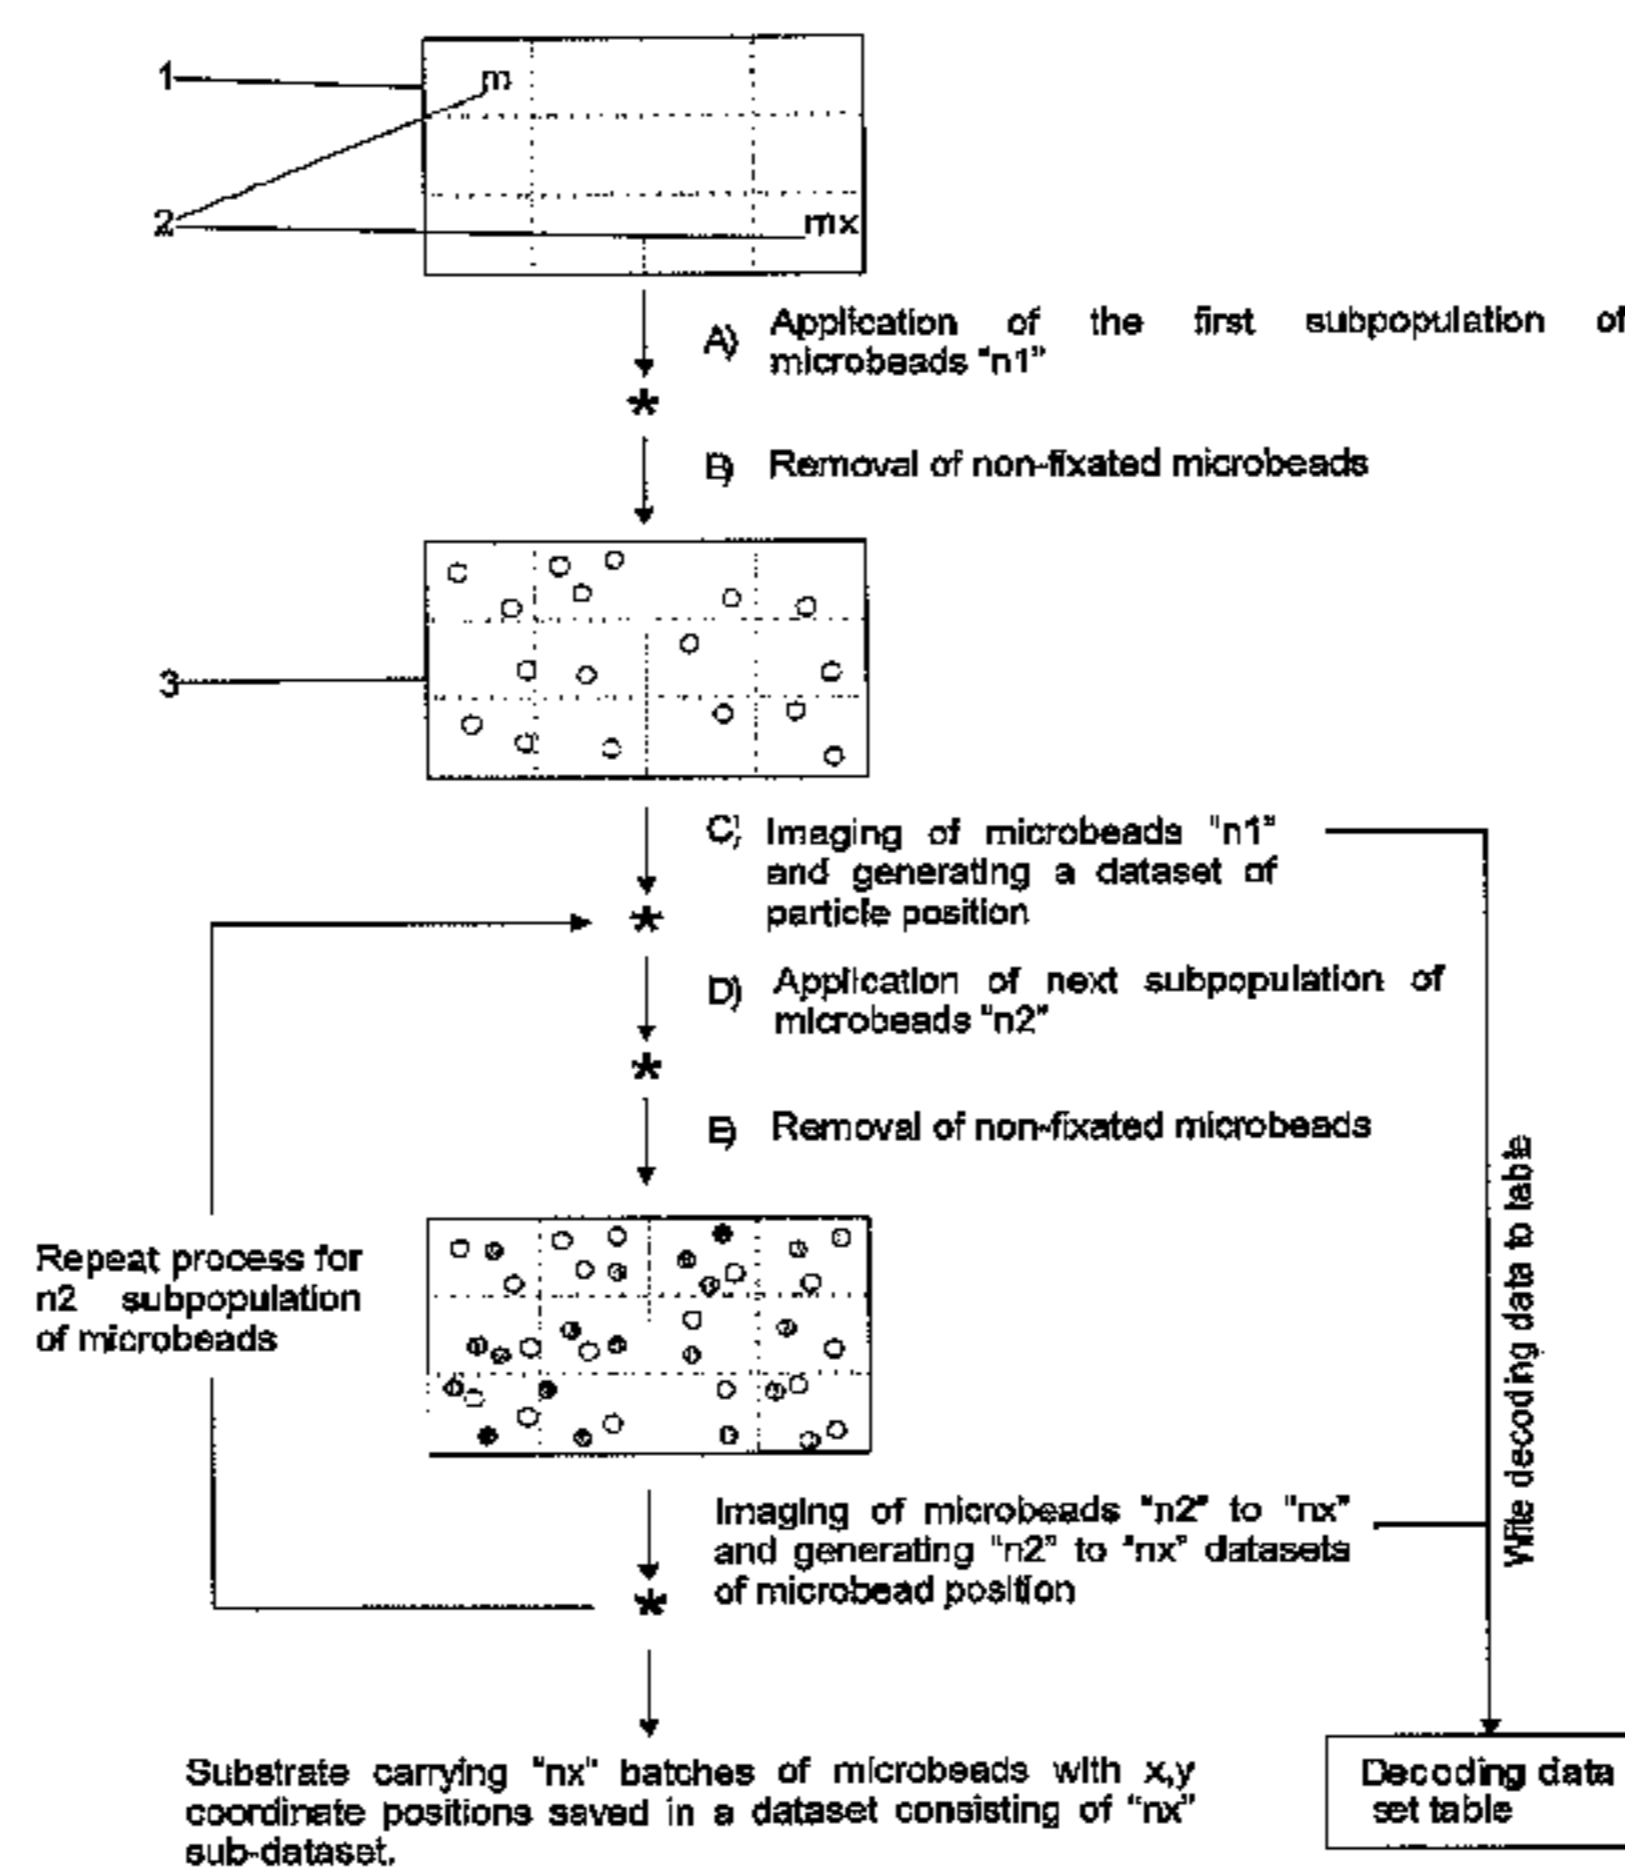 1
m
2
mx
A) Application of the first subpopulation of
microbeads "n1"
B) Removal of non-fixated microbeads
3
C) Imaging of microbeads "n1"
and generating a dataset of
particle position
D) Application of next subpopulation of
microbeads "n2"
E) Removal of non-fixated microbeads
Repeat process for
n2 subpopulation
of microbeads
Write decoding data to table
Imaging of microbeads "n2" to "nx"
and generating "n2" to "nx" datasets
of microbead position
Substrate carrying "nx" batches of microbeads with x,y
coordinate positions saved in a dataset consisting of "nx"
sub-dataset.
Decoding data
set table